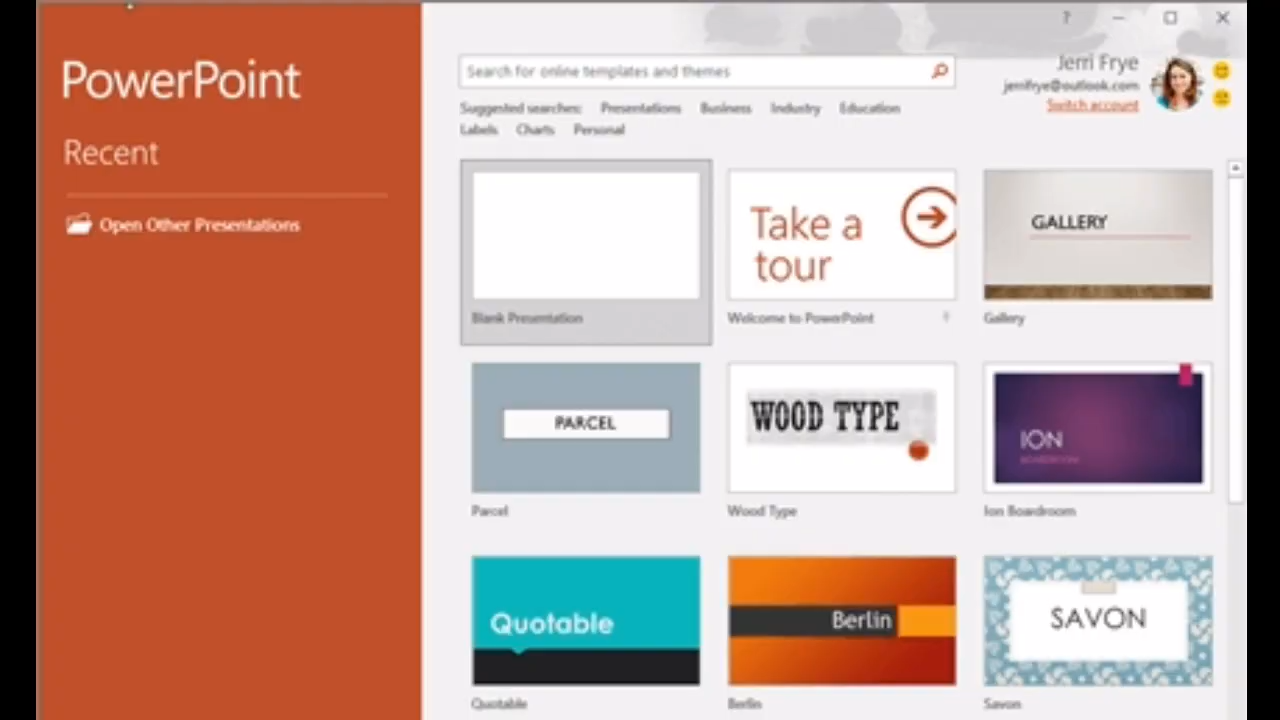 PowerPoint
Recent
Open Other Presentations
?
Search for online templates and themes
Jerri Frye
jerrifrye@outlook.com
Switch account
Suggested searches: Presentations Business Industry Education
Labels Charts Personal
Take a
tour
GALLERY
Blank Presentation
Welcome to PowerPoint
Gallery
PARCEL
WOOD TYPE
ION
BOARDROOM
Parcel
Wood Type
Ion Boardroom
Quotable
Berlin
SAVON
Quotable
Berlin
Savon